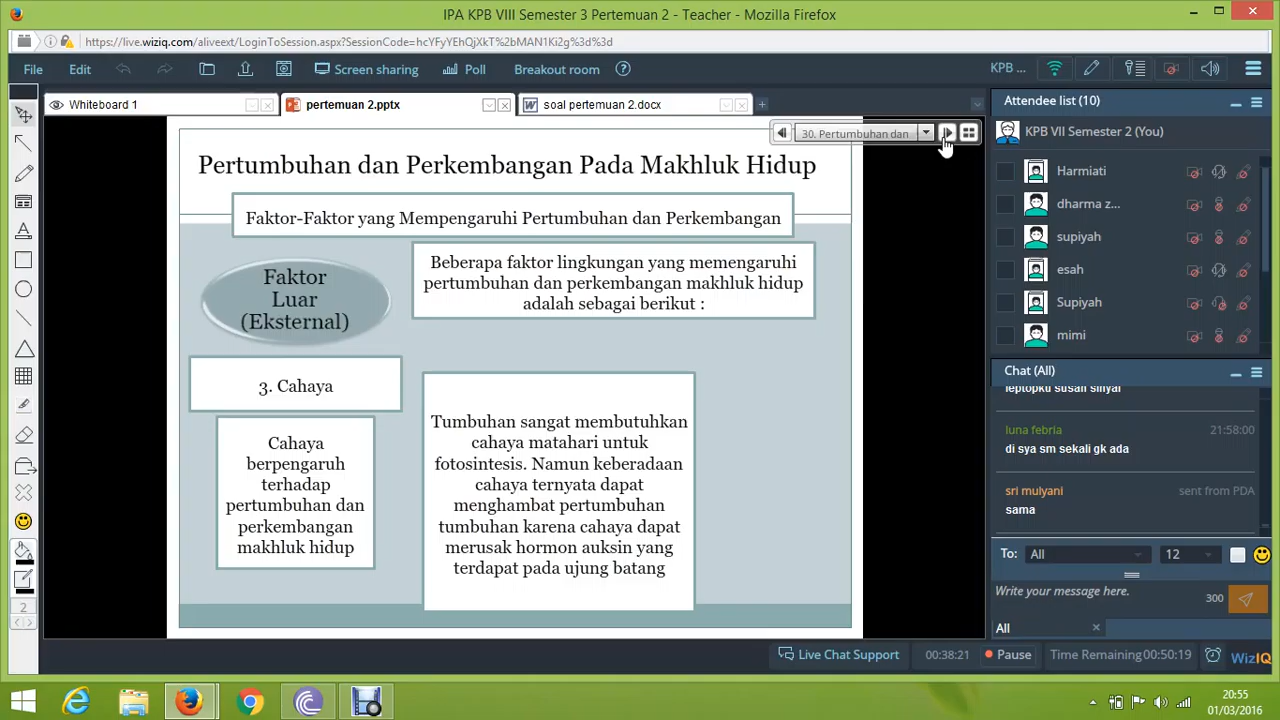 IPA KPB VIII Semester 3 Pertemuan 2 - Teacher - Mozilla Firefox
https://live.wiziq.com/aliveext/LoginToSession.aspx?SessionCode=hcYFyYEhQjXkT%2bMAN1Ki2g%3d%3d
File Edit Screen sharing Poll Breakout room ? KPB ...
Whiteboard 1 pertemuan 2.pptx soal pertemuan 2.docx
30. Pertumbuhan dan
Pertumbuhan dan Perkembangan Pada Makhluk Hidup
Faktor-Faktor yang Mempengaruhi Pertumbuhan dan Perkembangan
Faktor
Luar
(Eksternal)
Beberapa faktor lingkungan yang memengaruhi
pertumbuhan dan perkembangan makhluk hidup
adalah sebagai berikut :
3. Cahaya
Cahaya
berpengaruh
terhadap
pertumbuhan dan
perkembangan
makhluk hidup
Tumbuhan sangat membutuhkan
cahaya matahari untuk
fotosintesis. Namun keberadaan
cahaya ternyata dapat
menghambat pertumbuhan
tumbuhan karena cahaya dapat
merusak hormon auksin yang
terdapat pada ujung batang
2
Attendee list (10)
KPB VII Semester 2 (You)
Harmiati
dharma z...
supiyah
esah
Supiyah
mimi
Chat (All)
leptopku susah sinyal
luna febria 21:58:00
di sya sm sekali gk ada
sri mulyani sent from PDA
sama
To: All 12
Write your message here. 300
All
Live Chat Support 00:38:21 Pause Time Remaining 00:50:19 WizIQ
20:55
01/03/2016